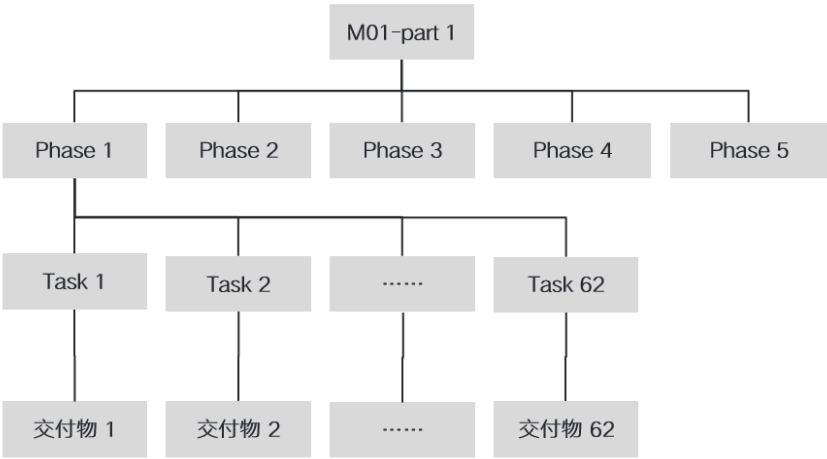 M01-part 1
Phase 1
Phase 2
Phase 3
Phase 4
Phase 5
Task 1
Task 2
······
Task 62
交付物 1
交付物 2
······
交付物 62